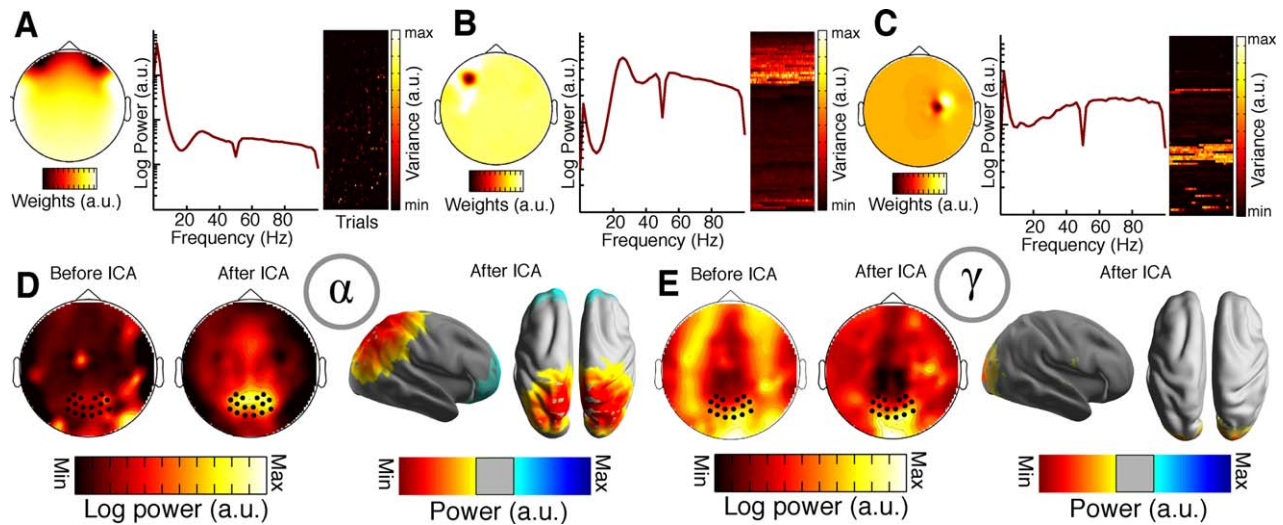 A
Log Power (a.u.)
Weights (a.u.)
20 40 60 80
Frequency (Hz)
Trials
max
Variance (a.u.)
min
B
Log Power (a.u.)
Weights (a.u.)
20 40 60 80
Frequency (Hz)
max
Variance (a.u.)
min
C
Log Power (a.u.)
Weights (a.u.)
20 40 60 80
Frequency (Hz)
max
Variance (a.u.)
min
D
Before ICA
After ICA
α
After ICA
Min
Max
Log power (a.u.)
Min
Max
Power (a.u.)
E
Before ICA
After ICA
γ
After ICA
Min
Max
Log power (a.u.)
Min
Max
Power (a.u.)